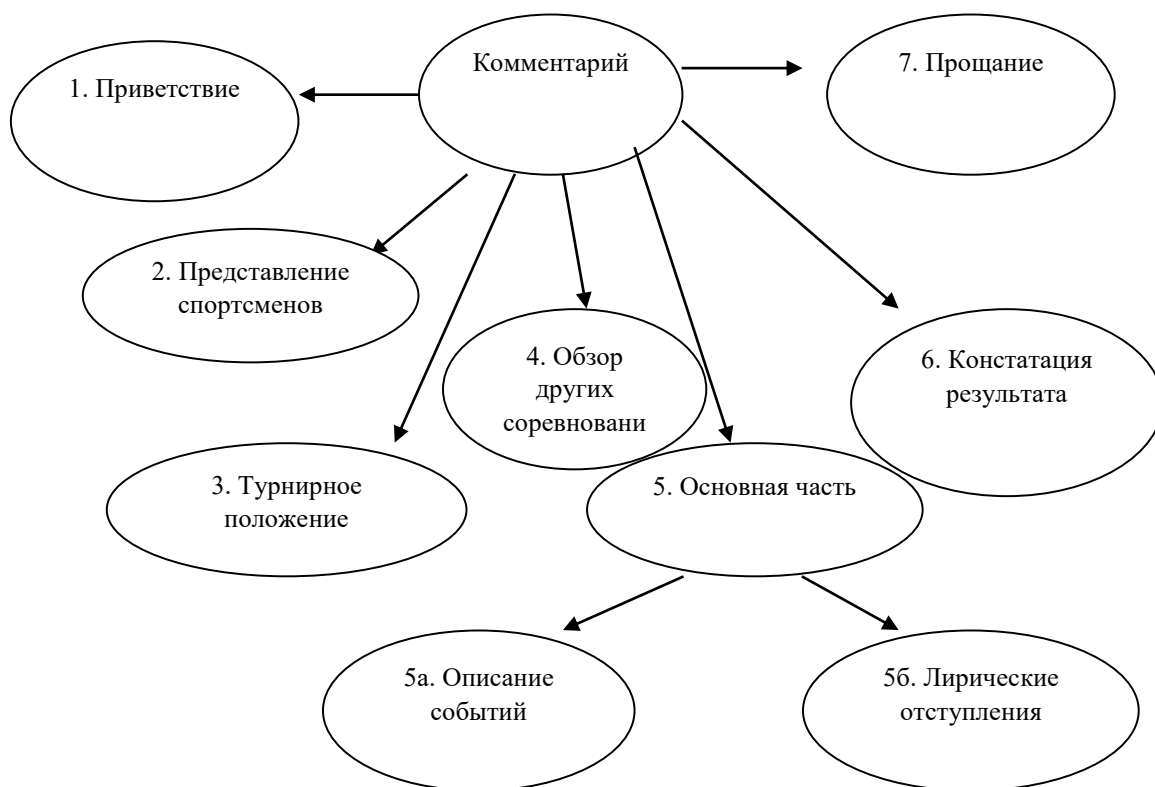 Комментарий
1. Приветствие
7. Прощание
2. Представление
спортсменов
4. Обзор
других
соревновани
6. Констатация
результата
3. Турнирное
положение
5. Основная часть
5а. Описание
событий
5б. Лирические
отступления